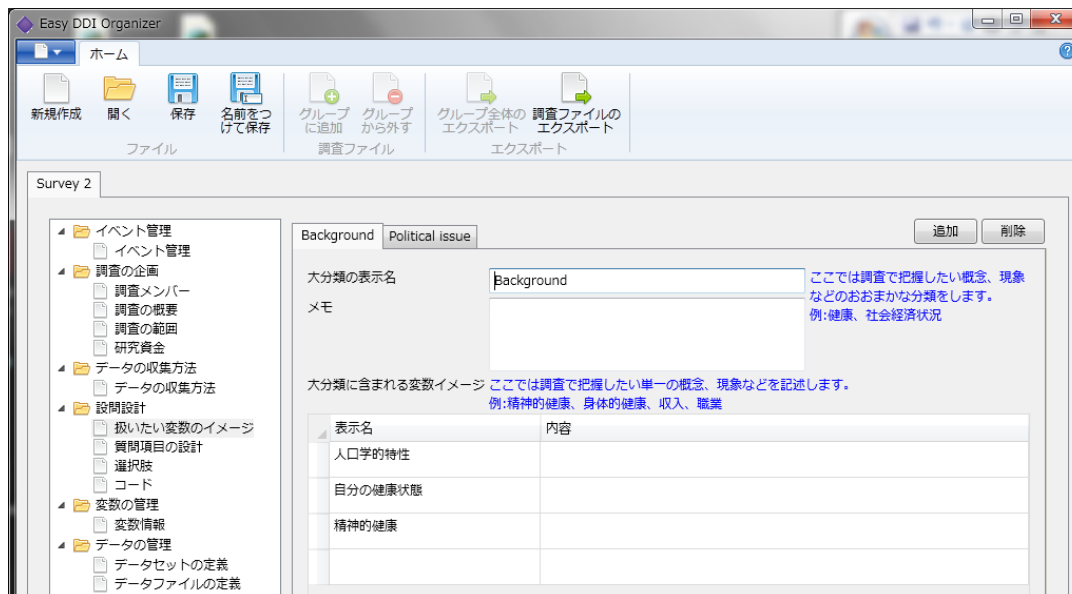 Easy DDI Organizer
ホーム
新規作成
開く
保存
名前をつ
けて保存
グループ
に追加
グループ
から外す
グループ全体の
エクスポート
調査ファイルの
エクスポート
ファイル
調査ファイル
エクスポート
Survey 2
イベント管理
イベント管理
調査の企画
調査メンバー
調査の概要
調査の範囲
研究資金
データの収集方法
データの収集方法
設問設計
扱いたい変数のイメージ
質問項目の設計
選択肢
コード
変数の管理
変数情報
データの管理
データセットの定義
データファイルの定義
Background
Political issue
追加
削除
大分類の表示名
Background
ここでは調査で把握したい概念、現象
などのおおまかな分類をします。
例:健康、社会経済状況
メモ
大分類に含まれる変数イメージ
ここでは調査で把握したい単一の概念、現象などを記述します。
例:精神的健康、身体的健康、収入、職業
表示名
内容
人口学的特性
自分の健康状態
精神的健康